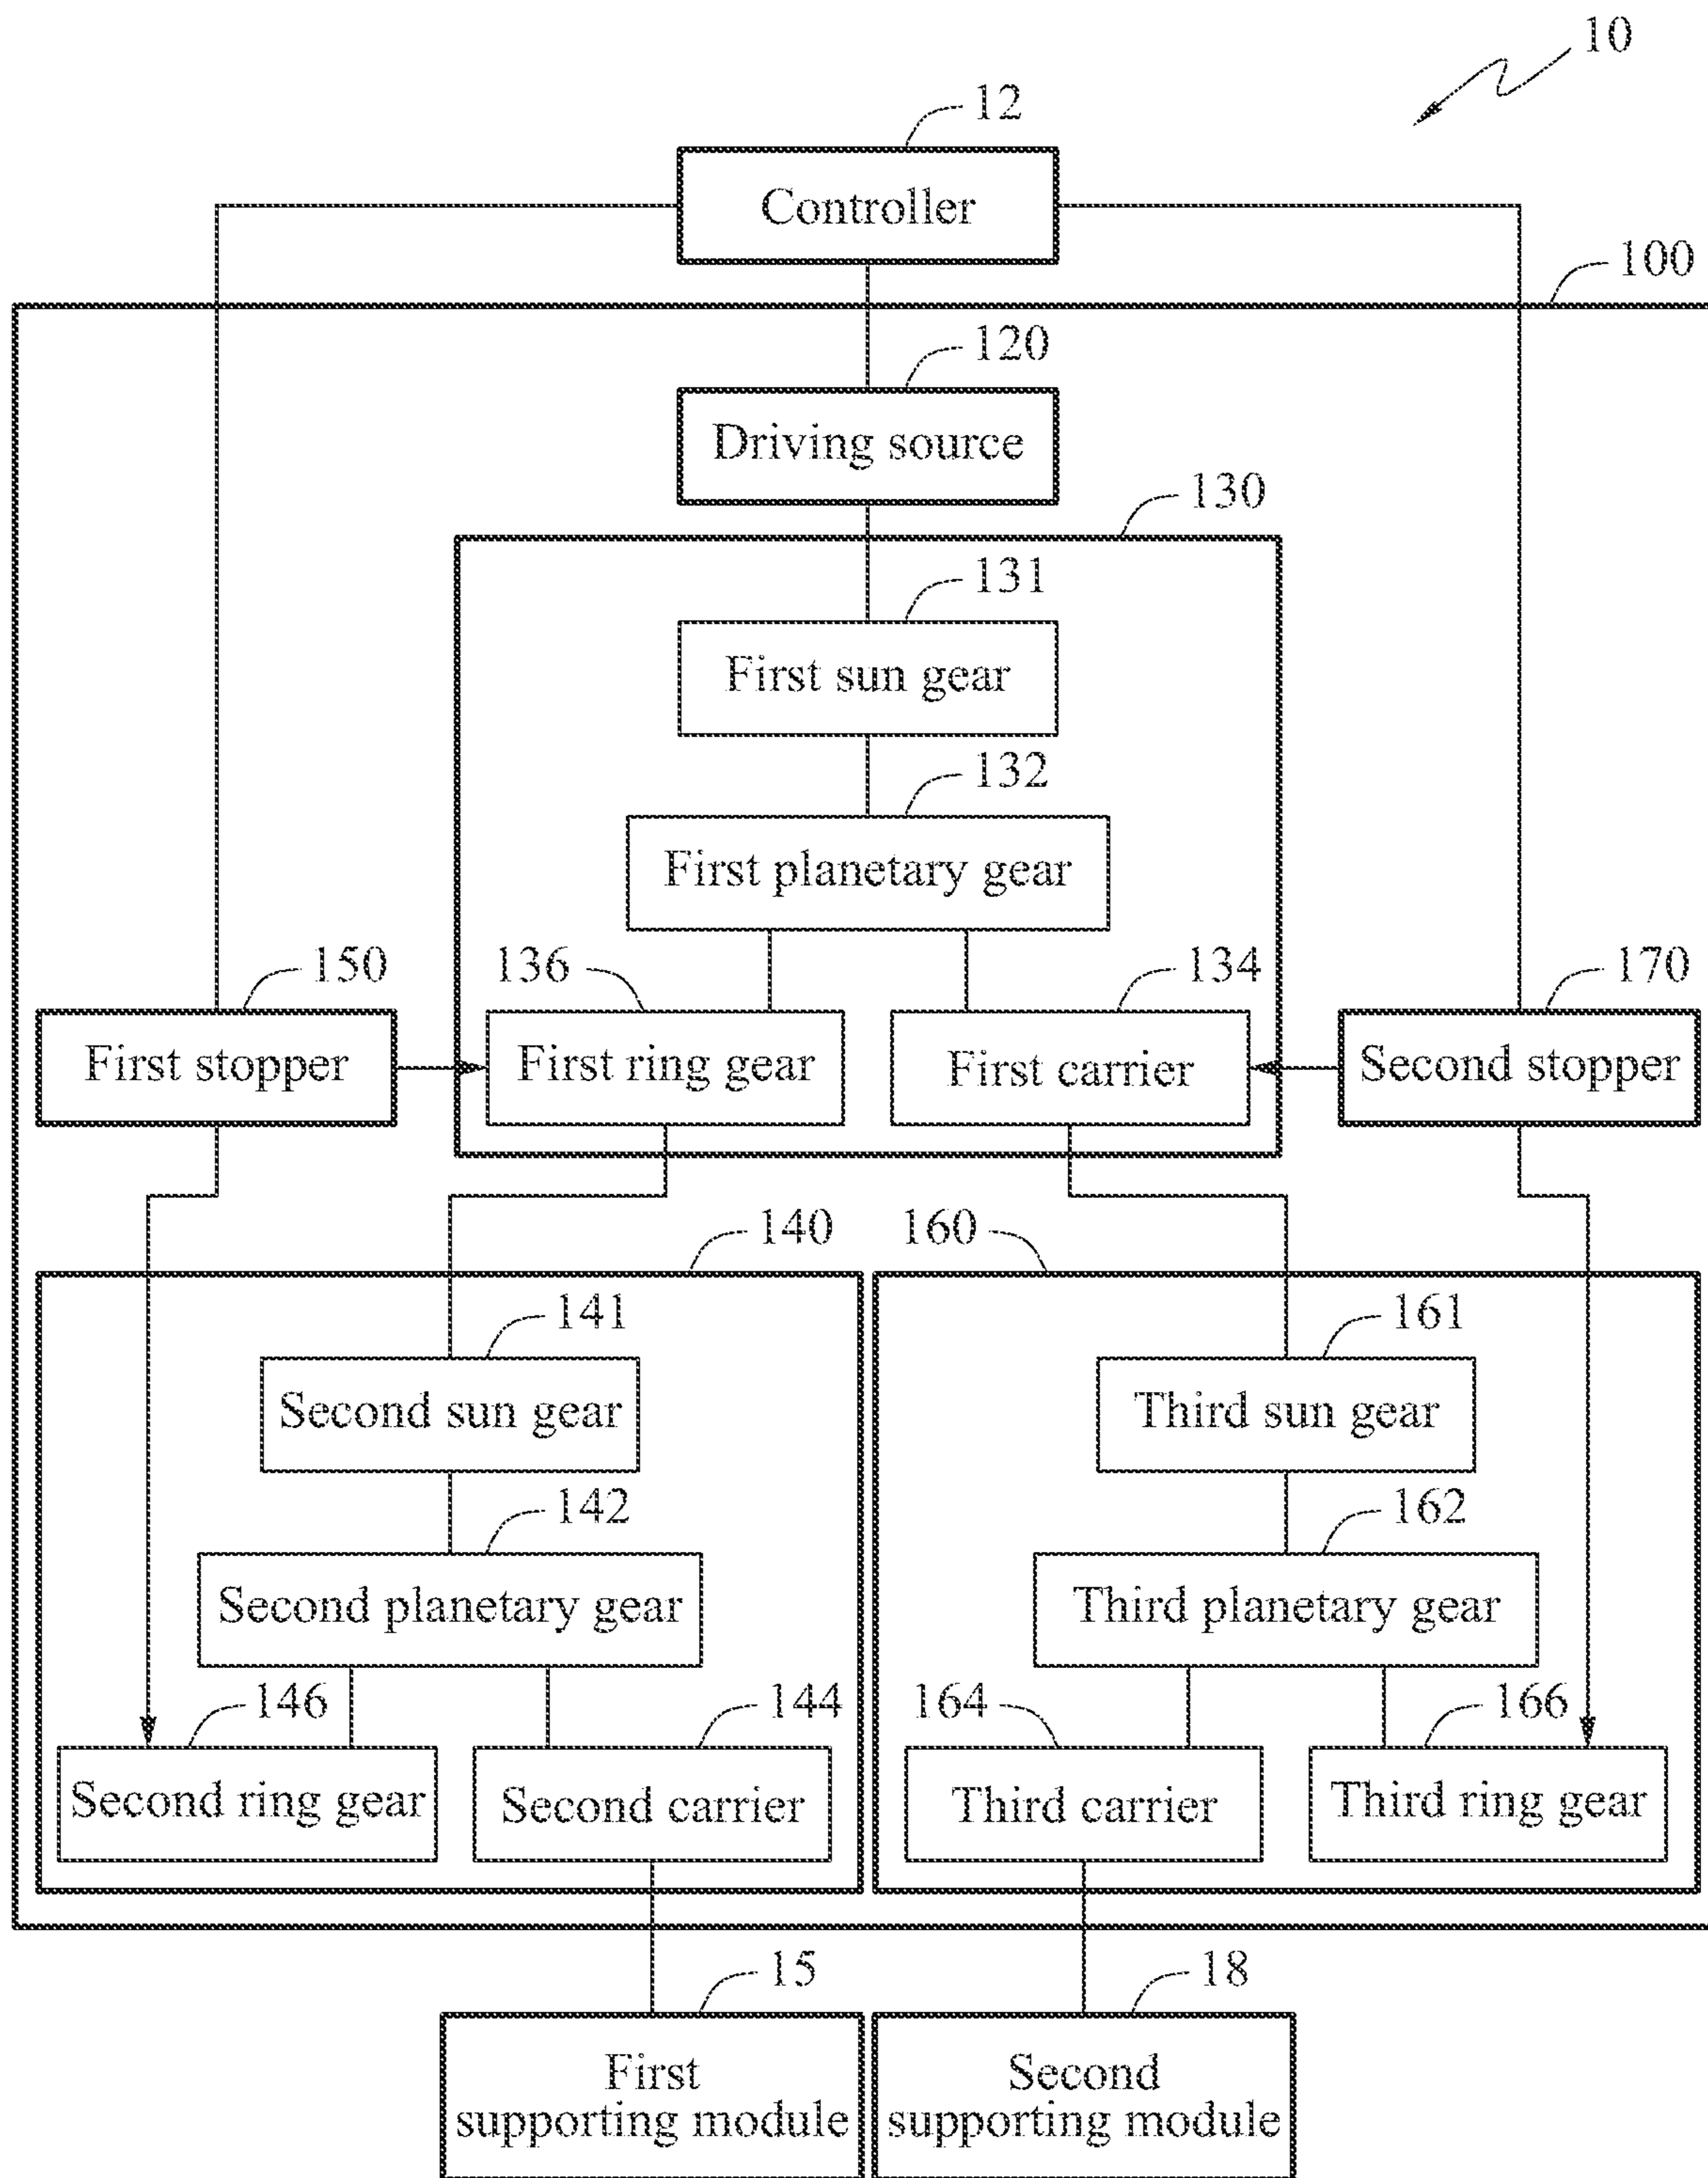 10
12
Controller
100
120
Driving source
130
131
First sun gear
132
First planetary gear
150
136
134
170
First stopper
First ring gear
First carrier
Second stopper
140
160
141
161
Second sun gear
Third sun gear
142
162
Second planetary gear
Third planetary gear
146
144
164
166
Second ring gear
Second carrier
Third carrier
Third ring gear
15
18
First
supporting module
Second
supporting module